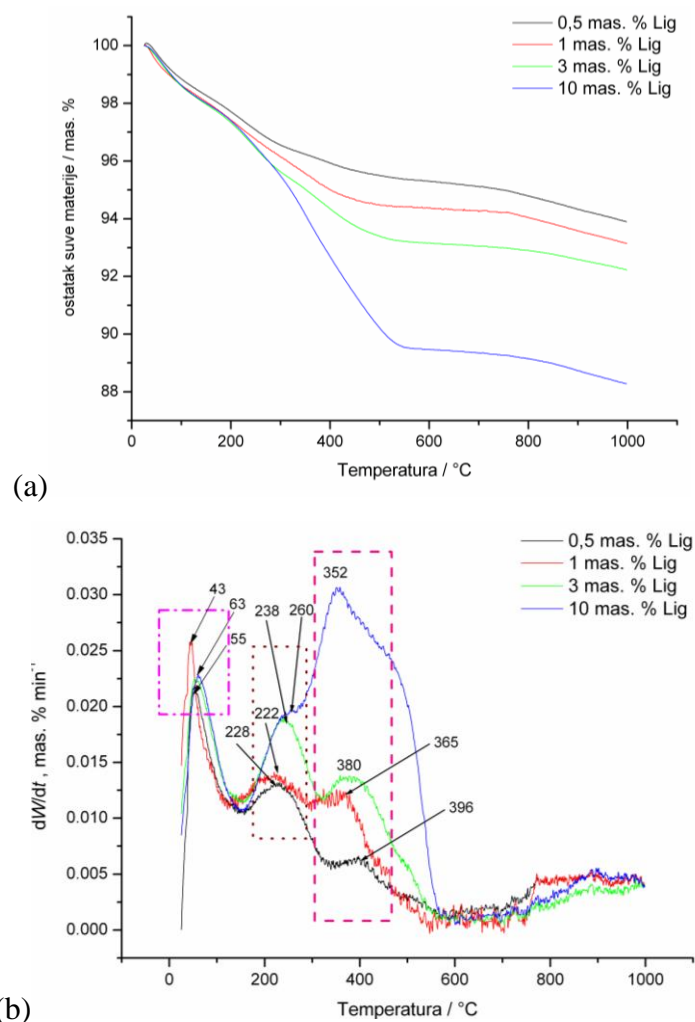 0,5 mas. % Lig
1 mas. % Lig
3 mas. % Lig
10 mas. % Lig
100
98
96
94
92
90
88
ostatak suve materije / mas. %
0
200
400
600
800
1000
Temperatura / °C
(a)
0,5 mas. % Lig
1 mas. % Lig
3 mas. % Lig
10 mas. % Lig
0.035
0.030
0.025
0.020
0.015
0.010
0.005
0.000
dW/dt , mas. % min⁻¹
43
63
55
238
260
222
228
352
380
365
396
0
200
400
600
800
1000
Temperatura / °C
(b)